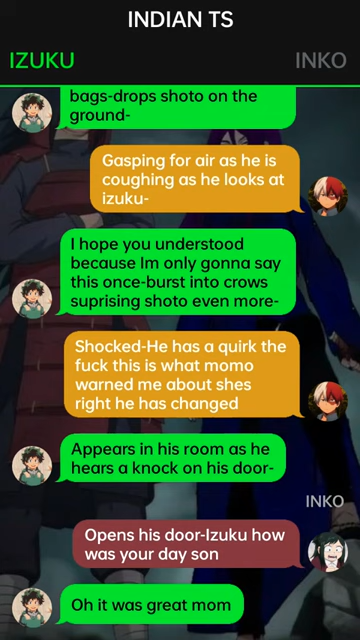 INDIAN TS
IZUKU INKO
bags-drops shoto on the
ground-
Gasping for air as he is
coughing as he looks at
izuku-
I hope you understood
because Im only gonna say
this once-burst into crows
suprising shoto even more-
Shocked-He has a quirk the
fuck this is what momo
warned me about shes
right he has changed
Appears in his room as he
hears a knock on his door-
INKO
Opens his door-Izuku how
was your day son
Oh it was great mom